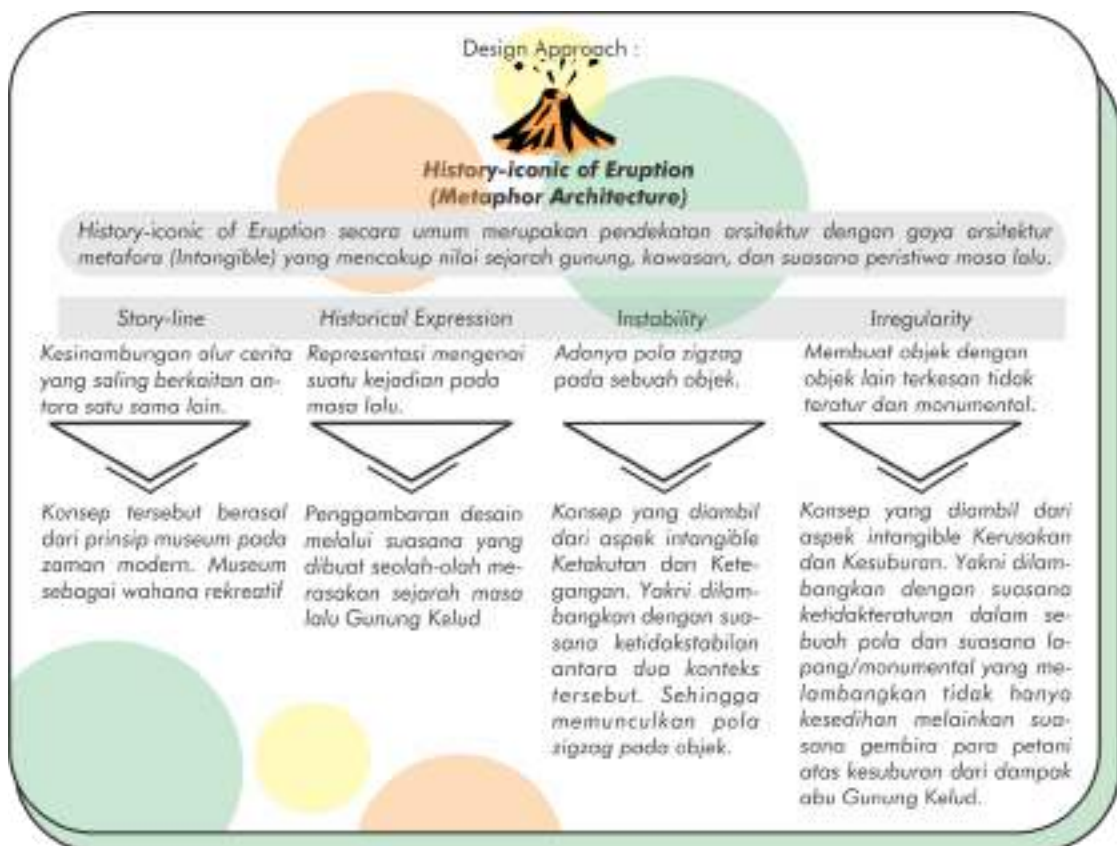 Design Approach :
History-iconic of Eruption
(Metaphor Architecture)
History-iconic of Eruption secara umum merupakan pendekatan arsitektur dengan gaya arsitektur
metafora (Intangible) yang mencakup nilai sejarah gunung, kawasan, dan suasana peristiwa masa lalu.
Story-line
Kesinambungan alur cerita
yang saling berkaitan an-
tara satu sama lain.
Konsep tersebut berasal
dari prinsip museum pada
zaman modern. Museum
sebagai wahana rekreatif
Historical Expression
Representasi mengenai
suatu kejadian pada
masa lalu.
Penggambaran desain
melalui suasana yang
dibuat seolah-olah me-
rasakan sejarah masa
lalu Gunung Kelud
Instability
Adanya pola zigzag
pada sebuah objek.
Konsep yang diambil
dari aspek intangible
Ketakutan dan Kete-
gangan. Yakni dilam-
bangkan dengan sua-
sana ketidakstabilan
antara dua konteks
tersebut. Sehingga
memunculkan pola
zigzag pada objek.
Irregularity
Membuat objek dengan
objek lain terkesan tidak
teratur dan monumental.
Konsep yang diambil dari
aspek intangible Kerusakan
dan Kesuburan. Yakni dilam-
bangkan dengan suasana
ketidakteraturan dalam se-
buah pola dan suasana la-
pang/monumental yang me-
lambangkan tidak hanya
kesedihan melainkan sua-
sana gembira para petani
atas kesuburan dari dampak
abu Gunung Kelud.